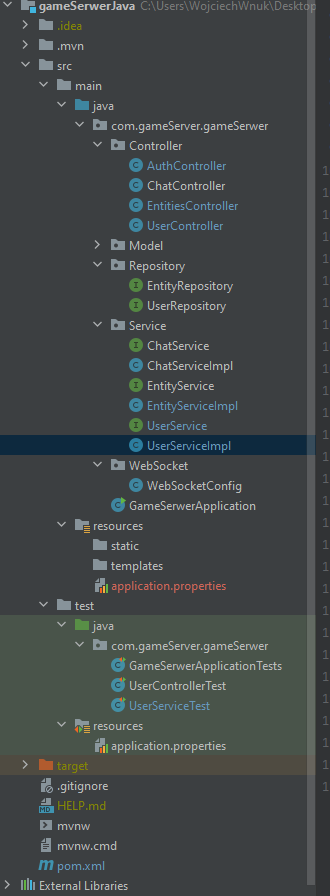 gameSerwerJava C:\Users\WojciechWnuk\Desktop
.idea
.mvn
src
main
java
com.gameServer.gameSerwer
Controller
AuthController
ChatController
EntitiesController
UserController
Model
Repository
EntityRepository
UserRepository
Service
ChatService
ChatServiceImpl
EntityService
EntityServiceImpl
UserService
UserServiceImpl
WebSocket
WebSocketConfig
GameSerwerApplication
resources
static
templates
application.properties
test
java
com.gameServer.gameSerwer
GameSerwerApplicationTests
UserControllerTest
UserServiceTest
resources
application.properties
target
.gitignore
HELP.md
mvnw
mvnw.cmd
pom.xml
External Libraries